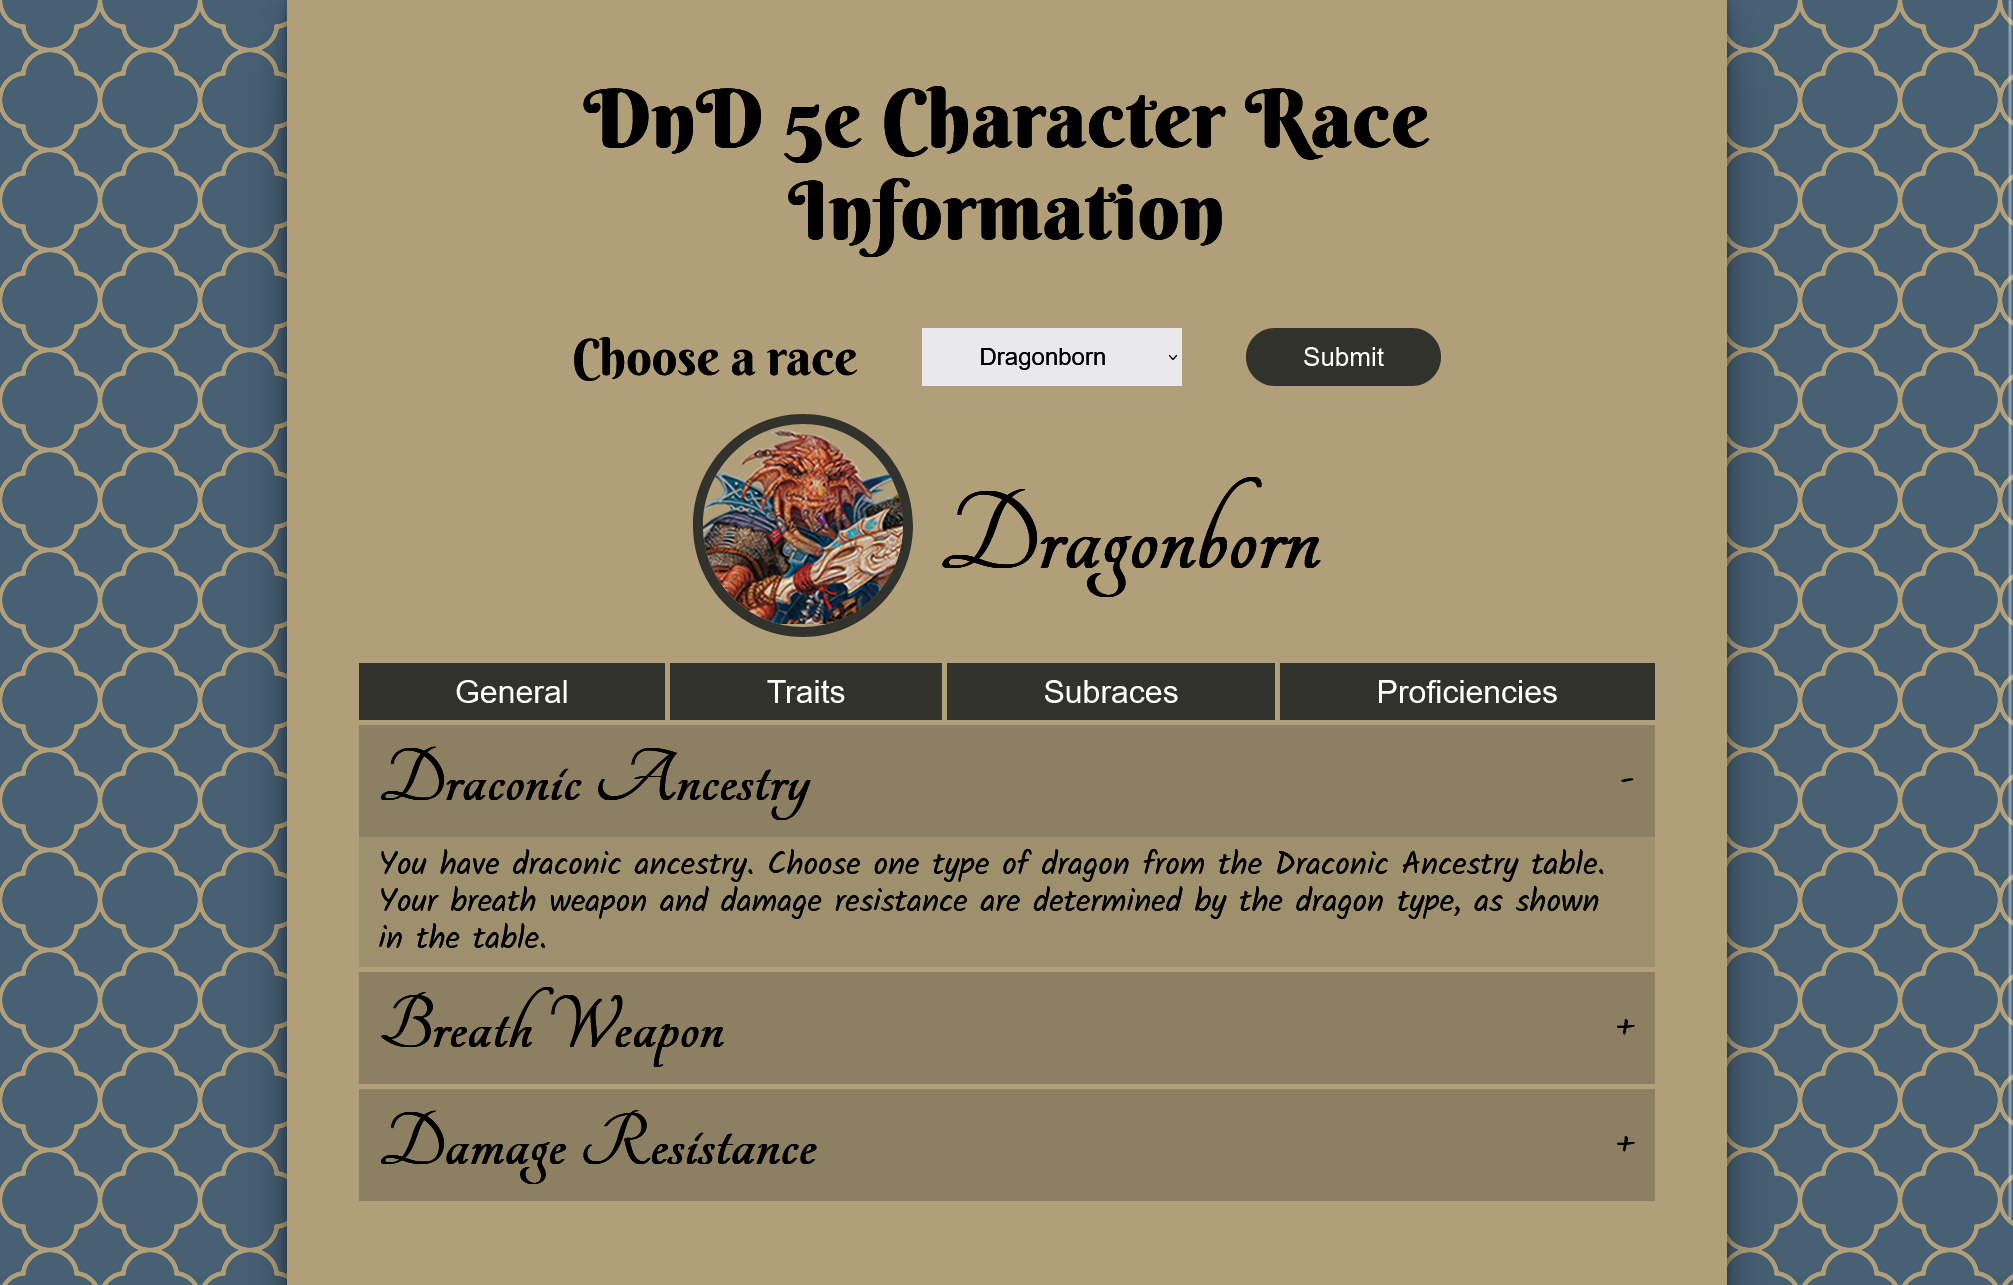 DnD 5e Character Race
Information
Choose a race
Dragonborn
Submit
Dragonborn
General
Traits
Subraces
Proficiencies
Draconic Ancestry
-
You have draconic ancestry. Choose one type of dragon from the Draconic Ancestry table.
Your breath weapon and damage resistance are determined by the dragon type, as shown
in the table.
Breath Weapon
+
Damage Resistance
+